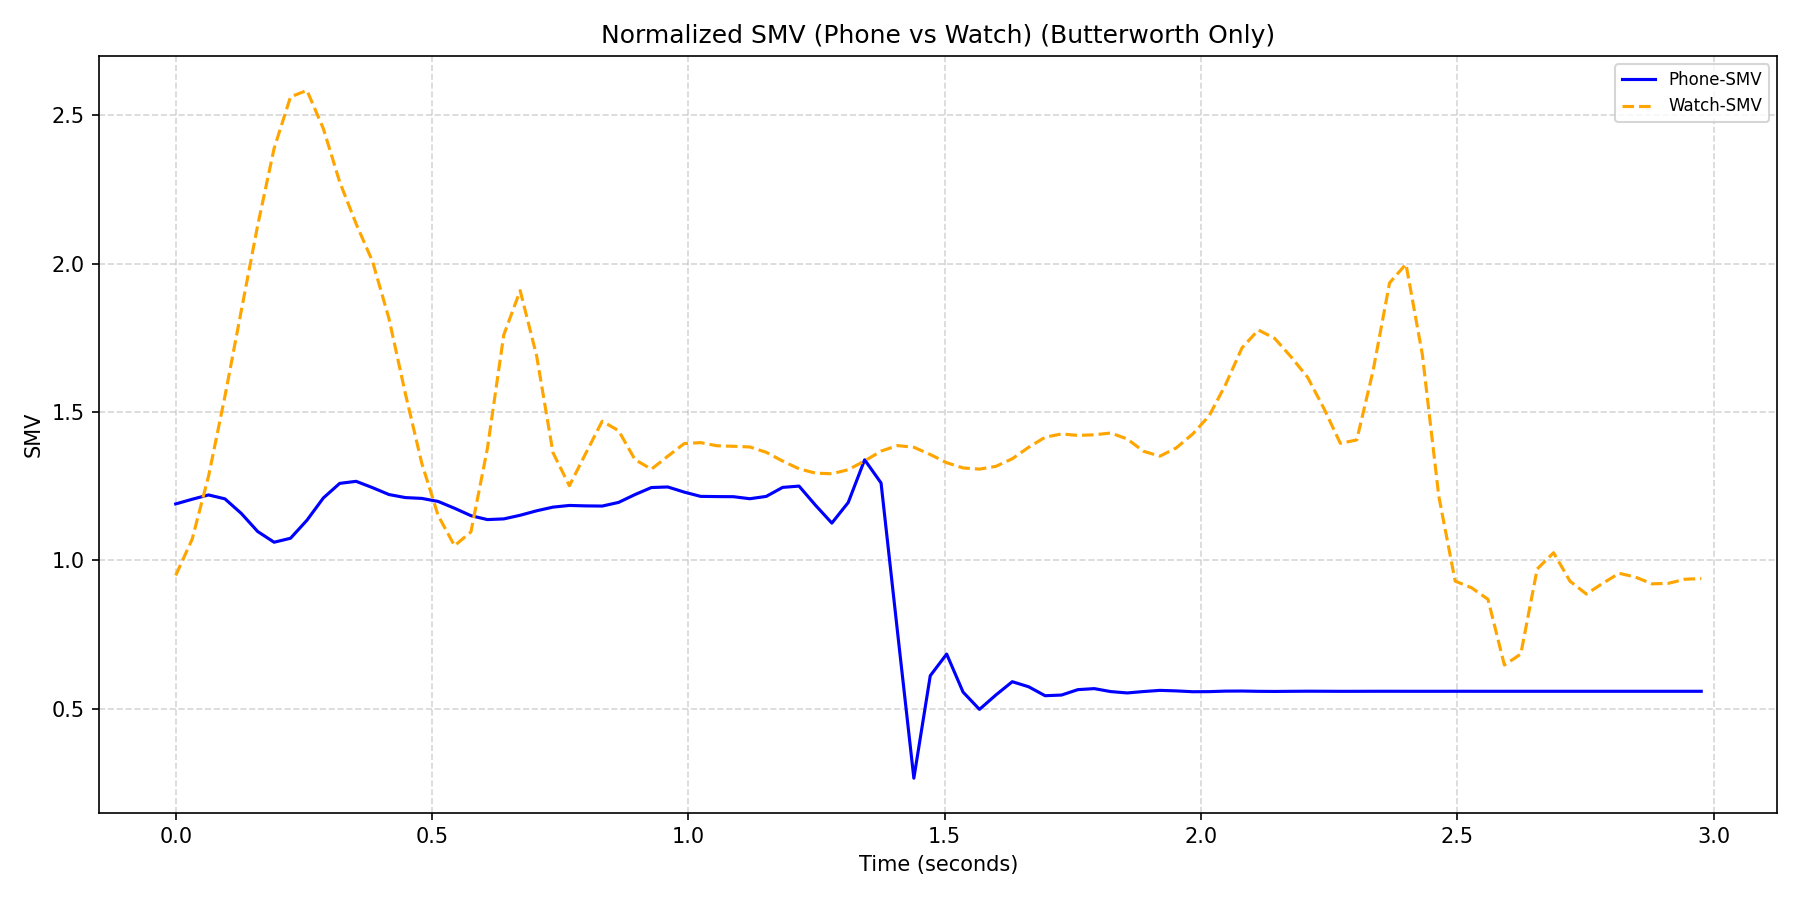 Normalized SMV (Phone vs Watch) (Butterworth Only)
Phone-SMV
Watch-SMV
2.5
2.0
1.5
1.0
0.5
SMV
0.0 0.5 1.0 1.5 2.0 2.5 3.0
Time (seconds)